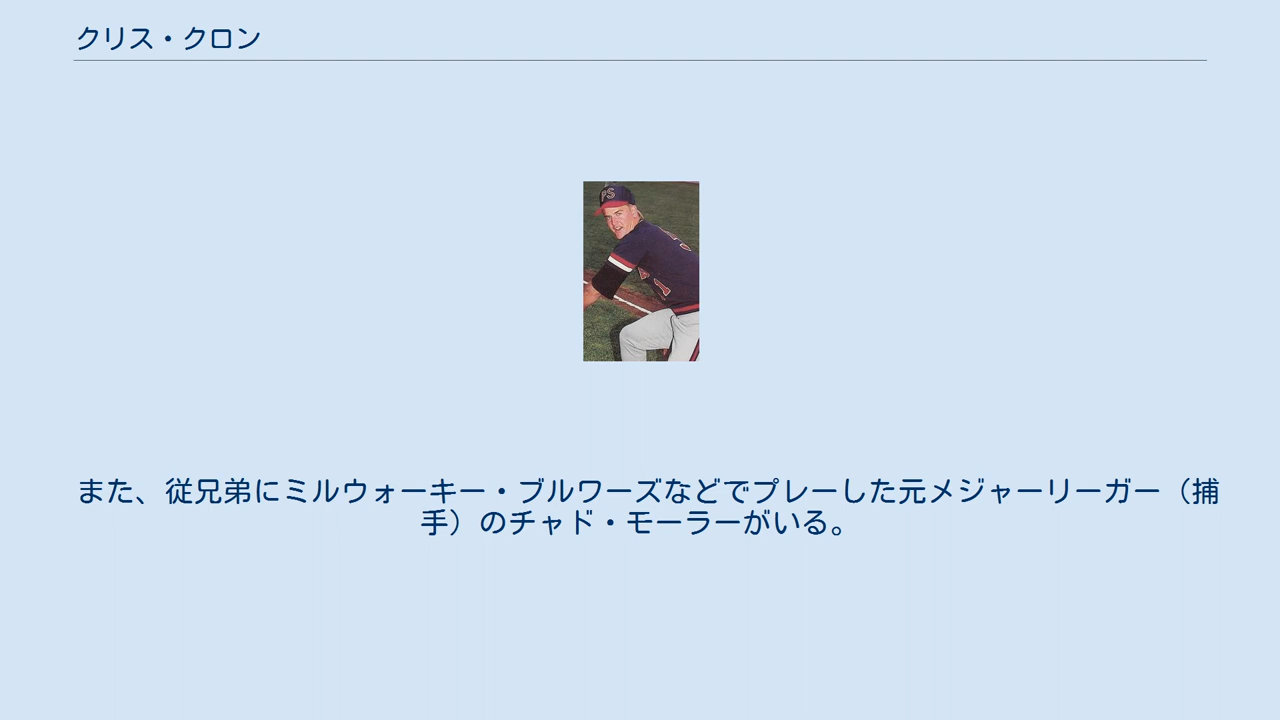 クリス・クロン
PS
また、従兄弟にミルウォーキー・ブルワーズなどでプレーした元メジャーリーガー（捕
手）のチャド・モーラーがいる。